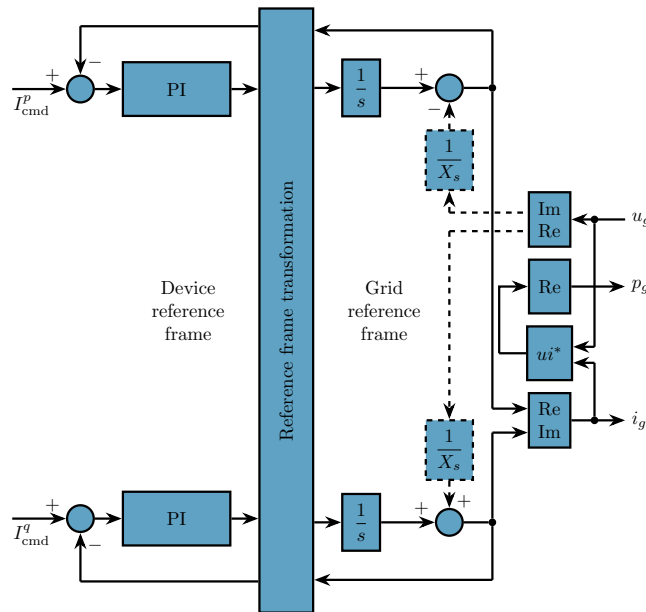 I^p_cmd
+
−
PI
Reference frame transformation
1/s
+
−
1/X_s
Im
Re
u_g
Device
reference
frame
Grid
reference
frame
Re
p_g
ui*
Re
Im
i_g
1/X_s
I^q_cmd
+
−
PI
1/s
+
+